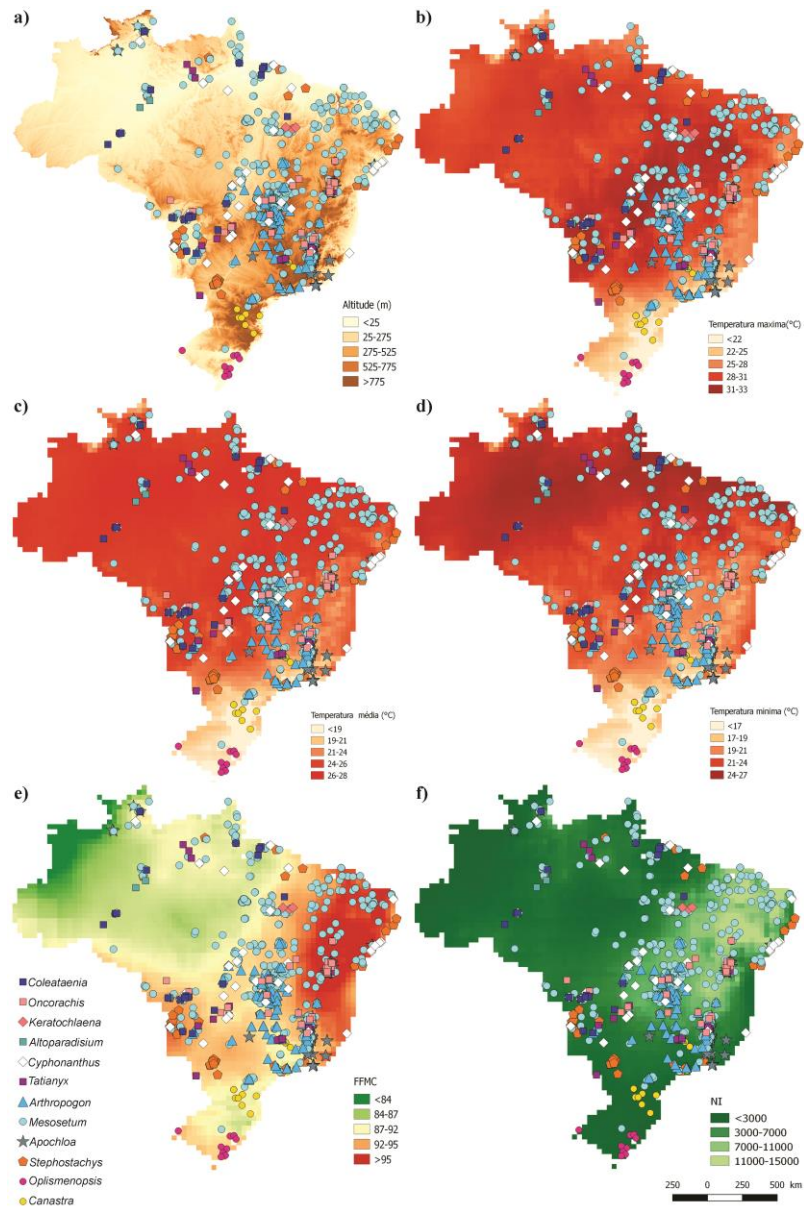 a)
Altitude (m)
<25
25-275
275-525
525-775
>775
b)
Temperatura maxima(°C)
<22
22-25
25-28
28-31
31-33
c)
Temperatura média (°C)
<19
19-21
21-24
24-26
26-28
d)
Temperatura minima (°C)
<17
17-19
19-21
21-24
24-27
e)
Coleataenia
Oncorachis
Keratochlaena
Altoparadisium
Cyphonanthus
Tatianyx
Arthropogon
Mesosetum
Apochloa
Stephostachys
Oplismenopsis
Canastra
FFMC
<84
84-87
87-92
92-95
>95
f)
NI
<3000
3000-7000
7000-11000
11000-15000
250 0 250 500 km